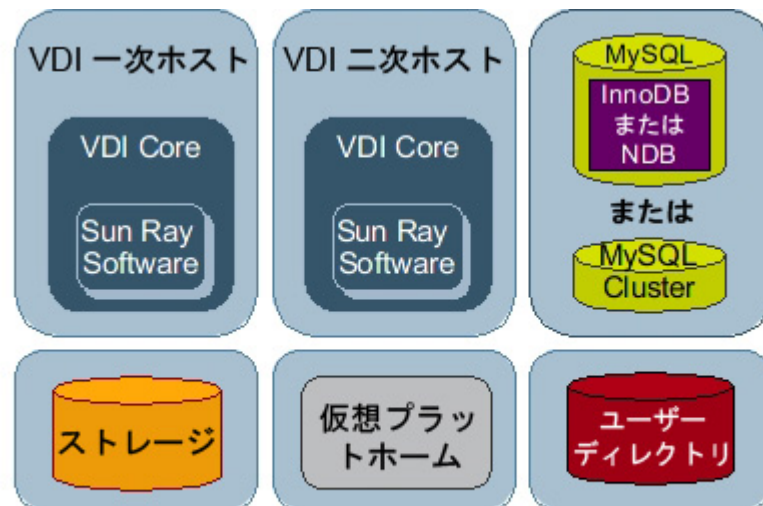 VDI 一次ホスト
VDI Core
Sun Ray
Software
VDI 二次ホスト
VDI Core
Sun Ray
Software
MySQL
InnoDB
または
NDB
または
MySQL
Cluster
ストレージ
仮想プラッ
トホーム
ユーザー
ディレクトリ